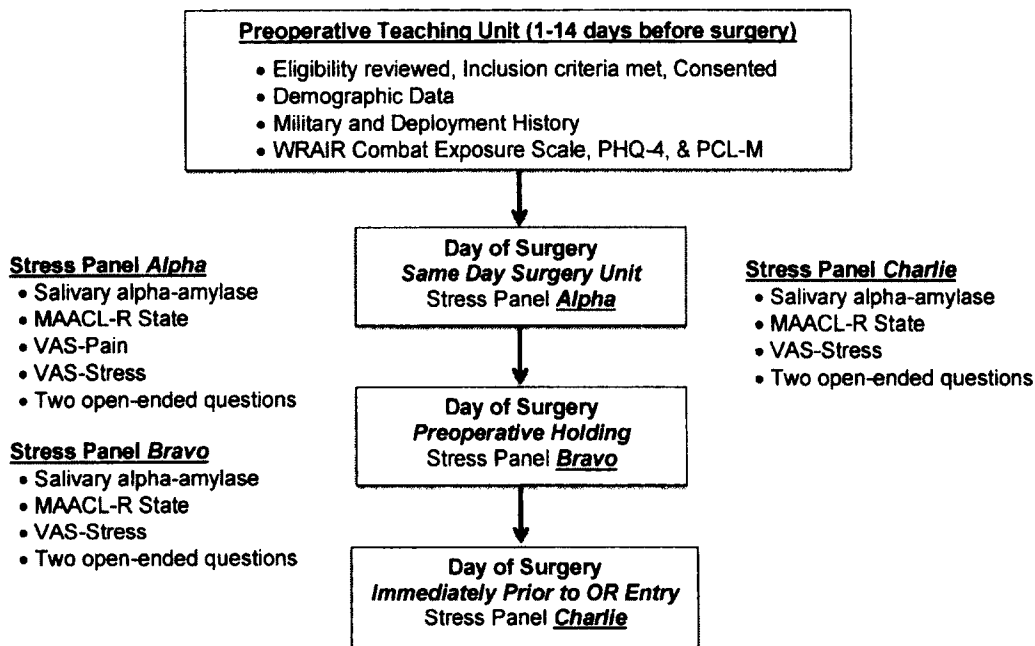 Preoperative Teaching Unit (1-14 days before surgery)
• Eligibility reviewed, Inclusion criteria met, Consented
• Demographic Data
• Military and Deployment History
• WRAIR Combat Exposure Scale, PHQ-4, & PCL-M
Day of Surgery
Same Day Surgery Unit
Stress Panel Alpha
Stress Panel Alpha
• Salivary alpha-amylase
• MAACL-R State
• VAS-Pain
• VAS-Stress
• Two open-ended questions
Stress Panel Charlie
• Salivary alpha-amylase
• MAACL-R State
• VAS-Stress
• Two open-ended questions
Day of Surgery
Preoperative Holding
Stress Panel Bravo
Stress Panel Bravo
• Salivary alpha-amylase
• MAACL-R State
• VAS-Stress
• Two open-ended questions
Day of Surgery
Immediately Prior to OR Entry
Stress Panel Charlie